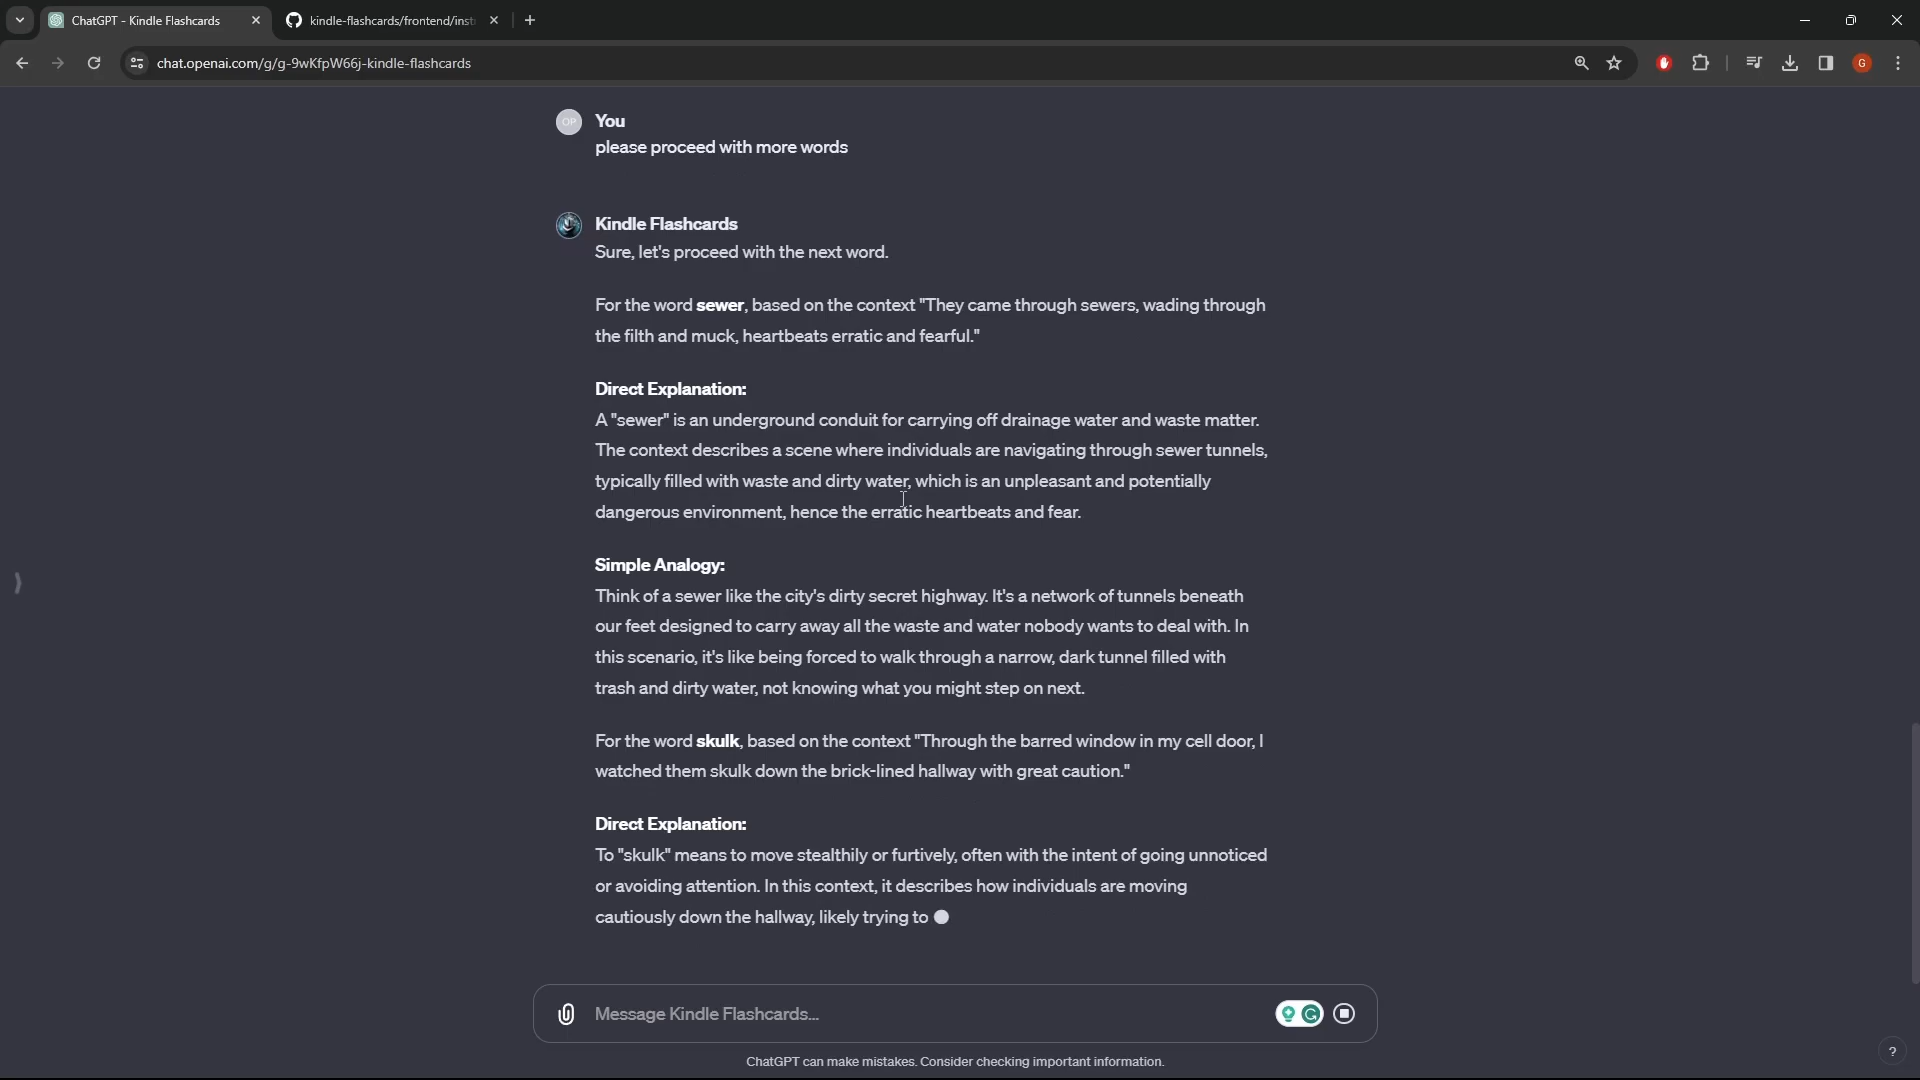 ChatGPT - Kindle Flashcards
kindle-flashcards/frontend/inst
chat.openai.com/g/g-9wKfpW66j-kindle-flashcards
G
OP
You
please proceed with more words
Kindle Flashcards
Sure, let's proceed with the next word.
For the word sewer, based on the context "They came through sewers, wading through
the filth and muck, heartbeats erratic and fearful."
Direct Explanation:
A "sewer" is an underground conduit for carrying off drainage water and waste matter.
The context describes a scene where individuals are navigating through sewer tunnels,
typically filled with waste and dirty water, which is an unpleasant and potentially
dangerous environment, hence the erratic heartbeats and fear.
Simple Analogy:
Think of a sewer like the city's dirty secret highway. It's a network of tunnels beneath
our feet designed to carry away all the waste and water nobody wants to deal with. In
this scenario, it's like being forced to walk through a narrow, dark tunnel filled with
trash and dirty water, not knowing what you might step on next.
For the word skulk, based on the context "Through the barred window in my cell door, I
watched them skulk down the brick-lined hallway with great caution."
Direct Explanation:
To "skulk" means to move stealthily or furtively, often with the intent of going unnoticed
or avoiding attention. In this context, it describes how individuals are moving
cautiously down the hallway, likely trying to
Message Kindle Flashcards...
ChatGPT can make mistakes. Consider checking important information.
?